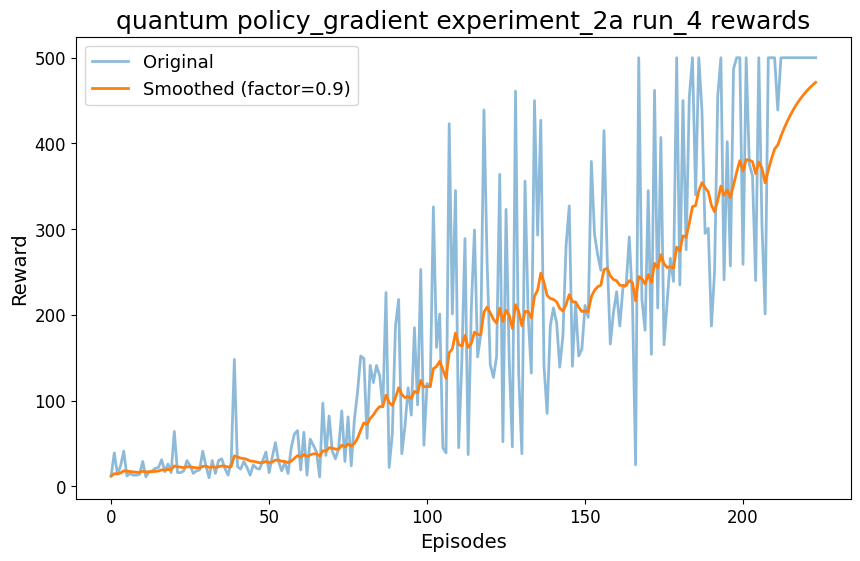 quantum policy_gradient experiment_2a run_4 rewards
Original
Smoothed (factor=0.9)
500
400
300
200
100
0
Reward
0 50 100 150 200
Episodes